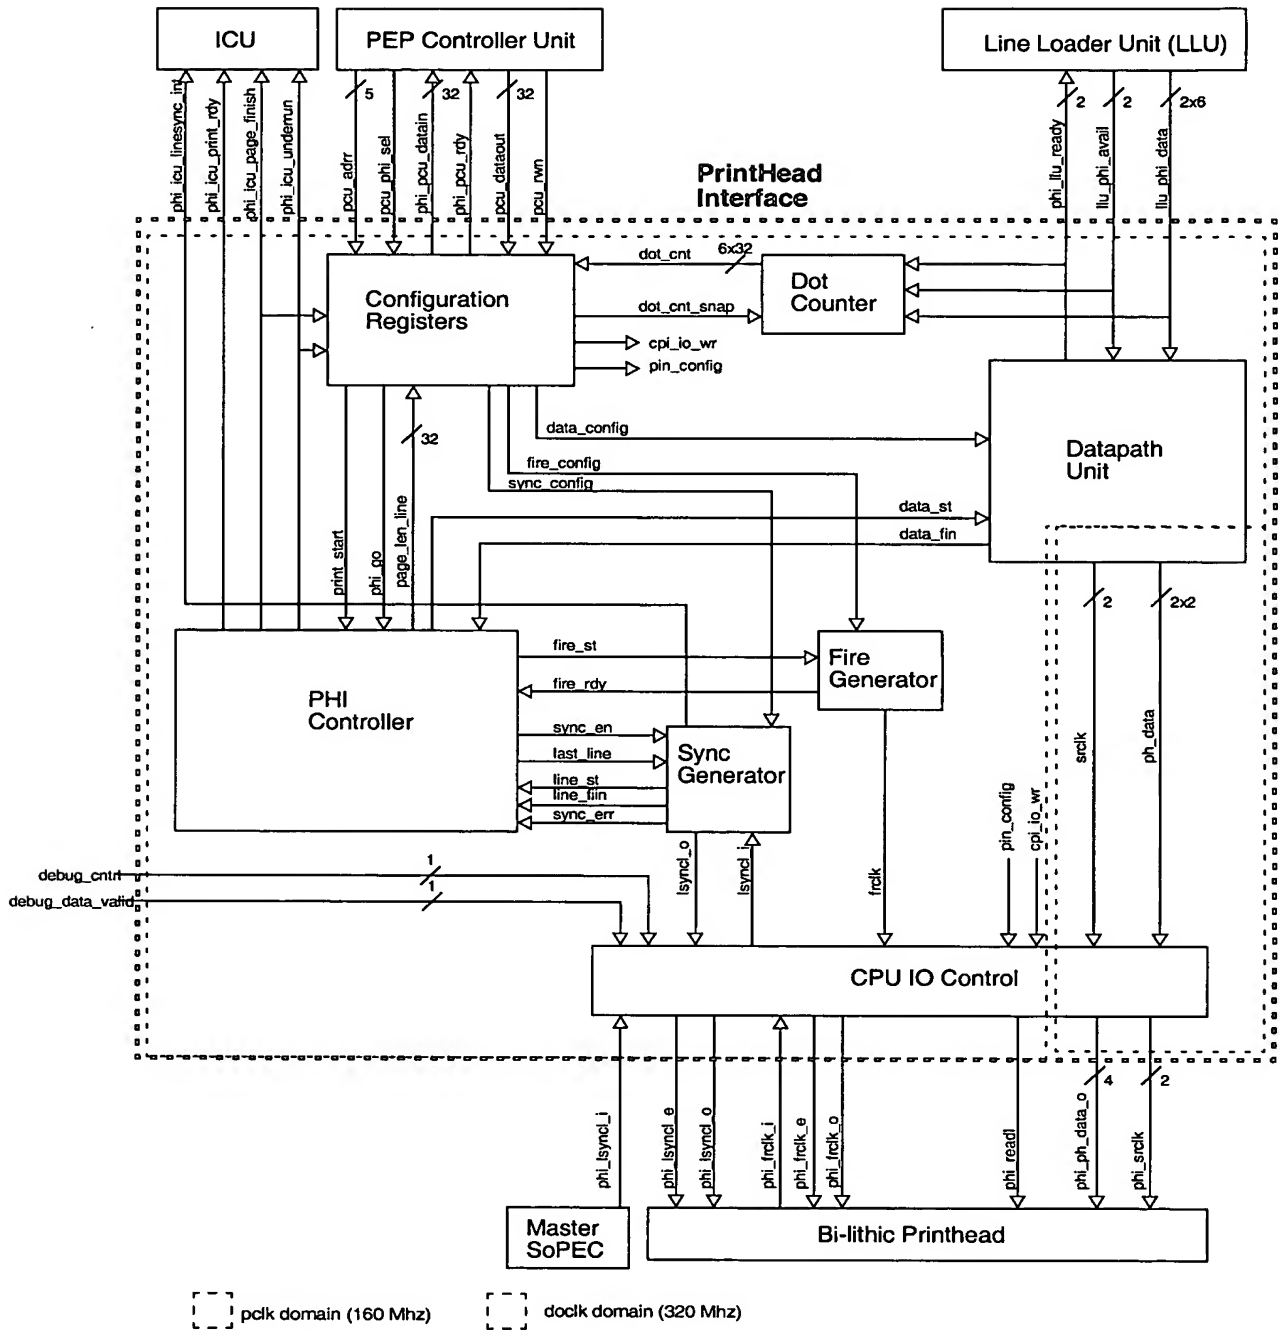 ICU
PEP Controller Unit
Line Loader Unit (LLU)
phi_icu_linesync_int
phi_icu_print_rdy
phi_icu_page_finish
phi_icu_underrun
5
32
32
2
2
2x6
pcu_adrr
pcu_phi_sel
phi_pcu_datain
phi_pcu_rdy
pcu_dataout
pcu_rwn
phi_llu_ready
llu_phi_avail
llu_phi_data
PrintHead
Interface
Configuration
Registers
dot_cnt
6x32
dot_cnt_snap
Dot
Counter
cpi_io_wr
pin_config
32
data_config
fire_config
sync_config
Datapath
Unit
data_st
data_fin
print_start
phi_go
page_len_line
2
2x2
PHI
Controller
fire_st
fire_rdy
Fire
Generator
sync_en
last_line
line_st
line_fiin
sync_err
Sync
Generator
srclk
ph_data
pin_config
cpi_io_wr
debug_cntrl
1
debug_data_valid
1
lsyncl_o
lsyncl_i
frclk
CPU IO Control
4
2
phi_lsyncl_i
phi_lsyncl_e
phi_lsyncl_o
phi_frclk_i
phi_frclk_e
phi_frclk_o
phi_readl
phi_ph_data_o
phi_srclk
Master
SoPEC
Bi-lithic Printhead
pclk domain (160 Mhz)
doclk domain (320 Mhz)